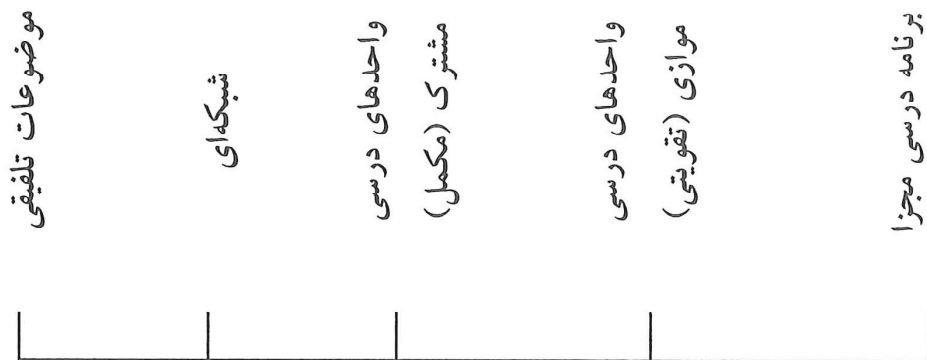 برنامه درسی مجزا
واحدهای درسی
موازی (تقویتی)
واحدهای درسی
مشترک (مکمل)
شبکه‌ای
موضوعات تلفیقی